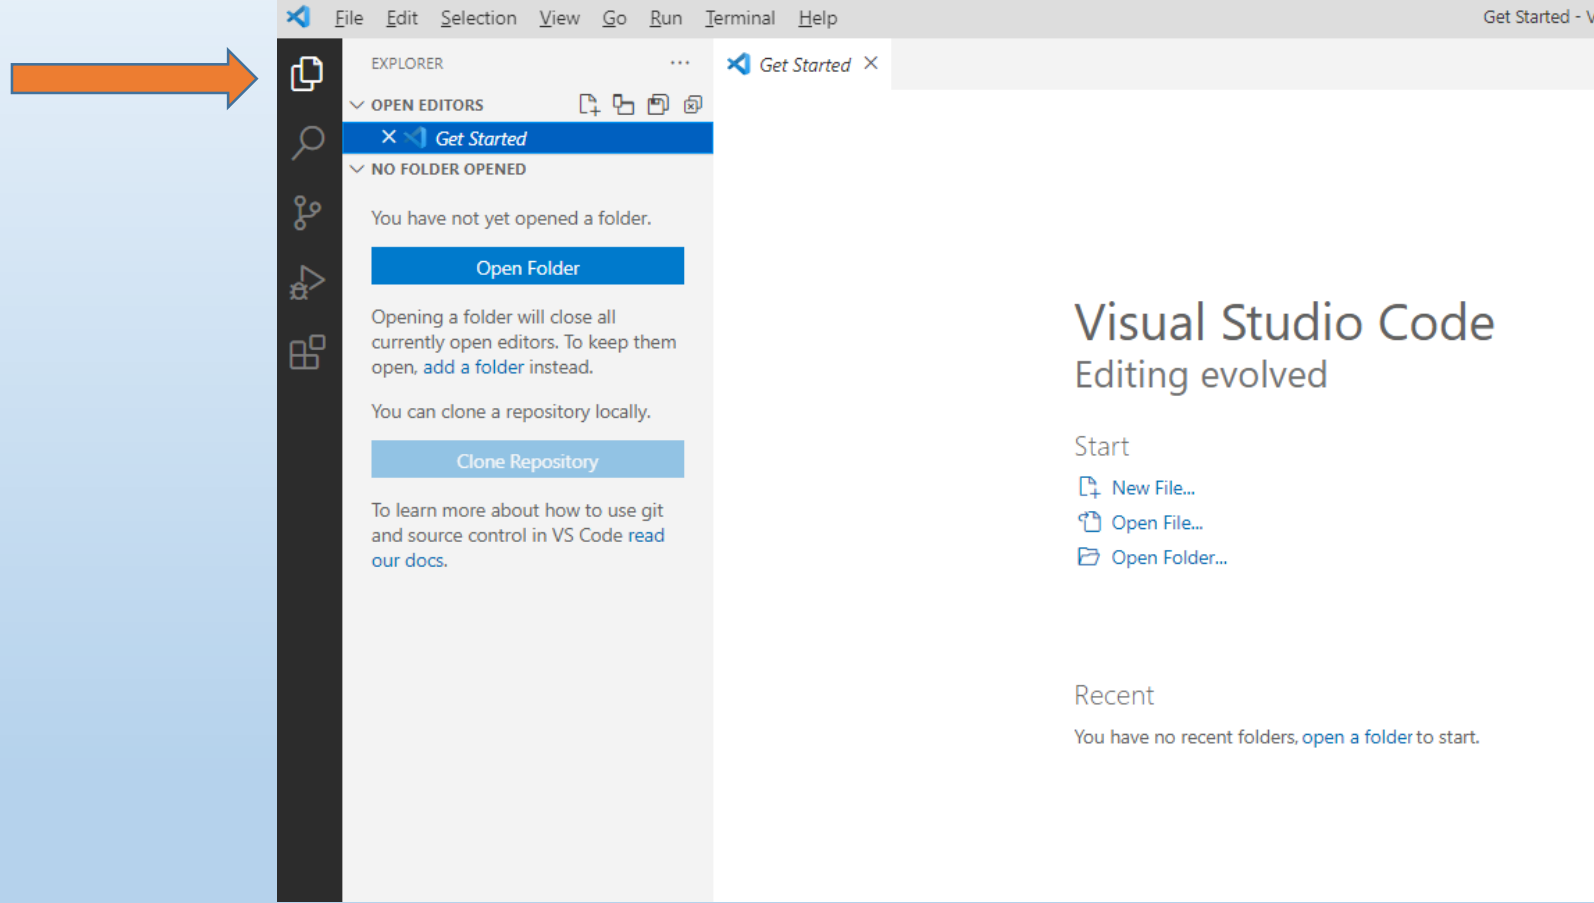 File Edit Selection View Go Run Terminal Help
Get Started -
EXPLORER
Get Started
OPEN EDITORS
Get Started
NO FOLDER OPENED
You have not yet opened a folder.
Open Folder
Opening a folder will close all
currently open editors. To keep them
open, add a folder instead.
You can clone a repository locally.
Clone Repository
To learn more about how to use git
and source control in VS Code read
our docs.
Visual Studio Code
Editing evolved
Start
New File...
Open File...
Open Folder...
Recent
You have no recent folders, open a folder to start.